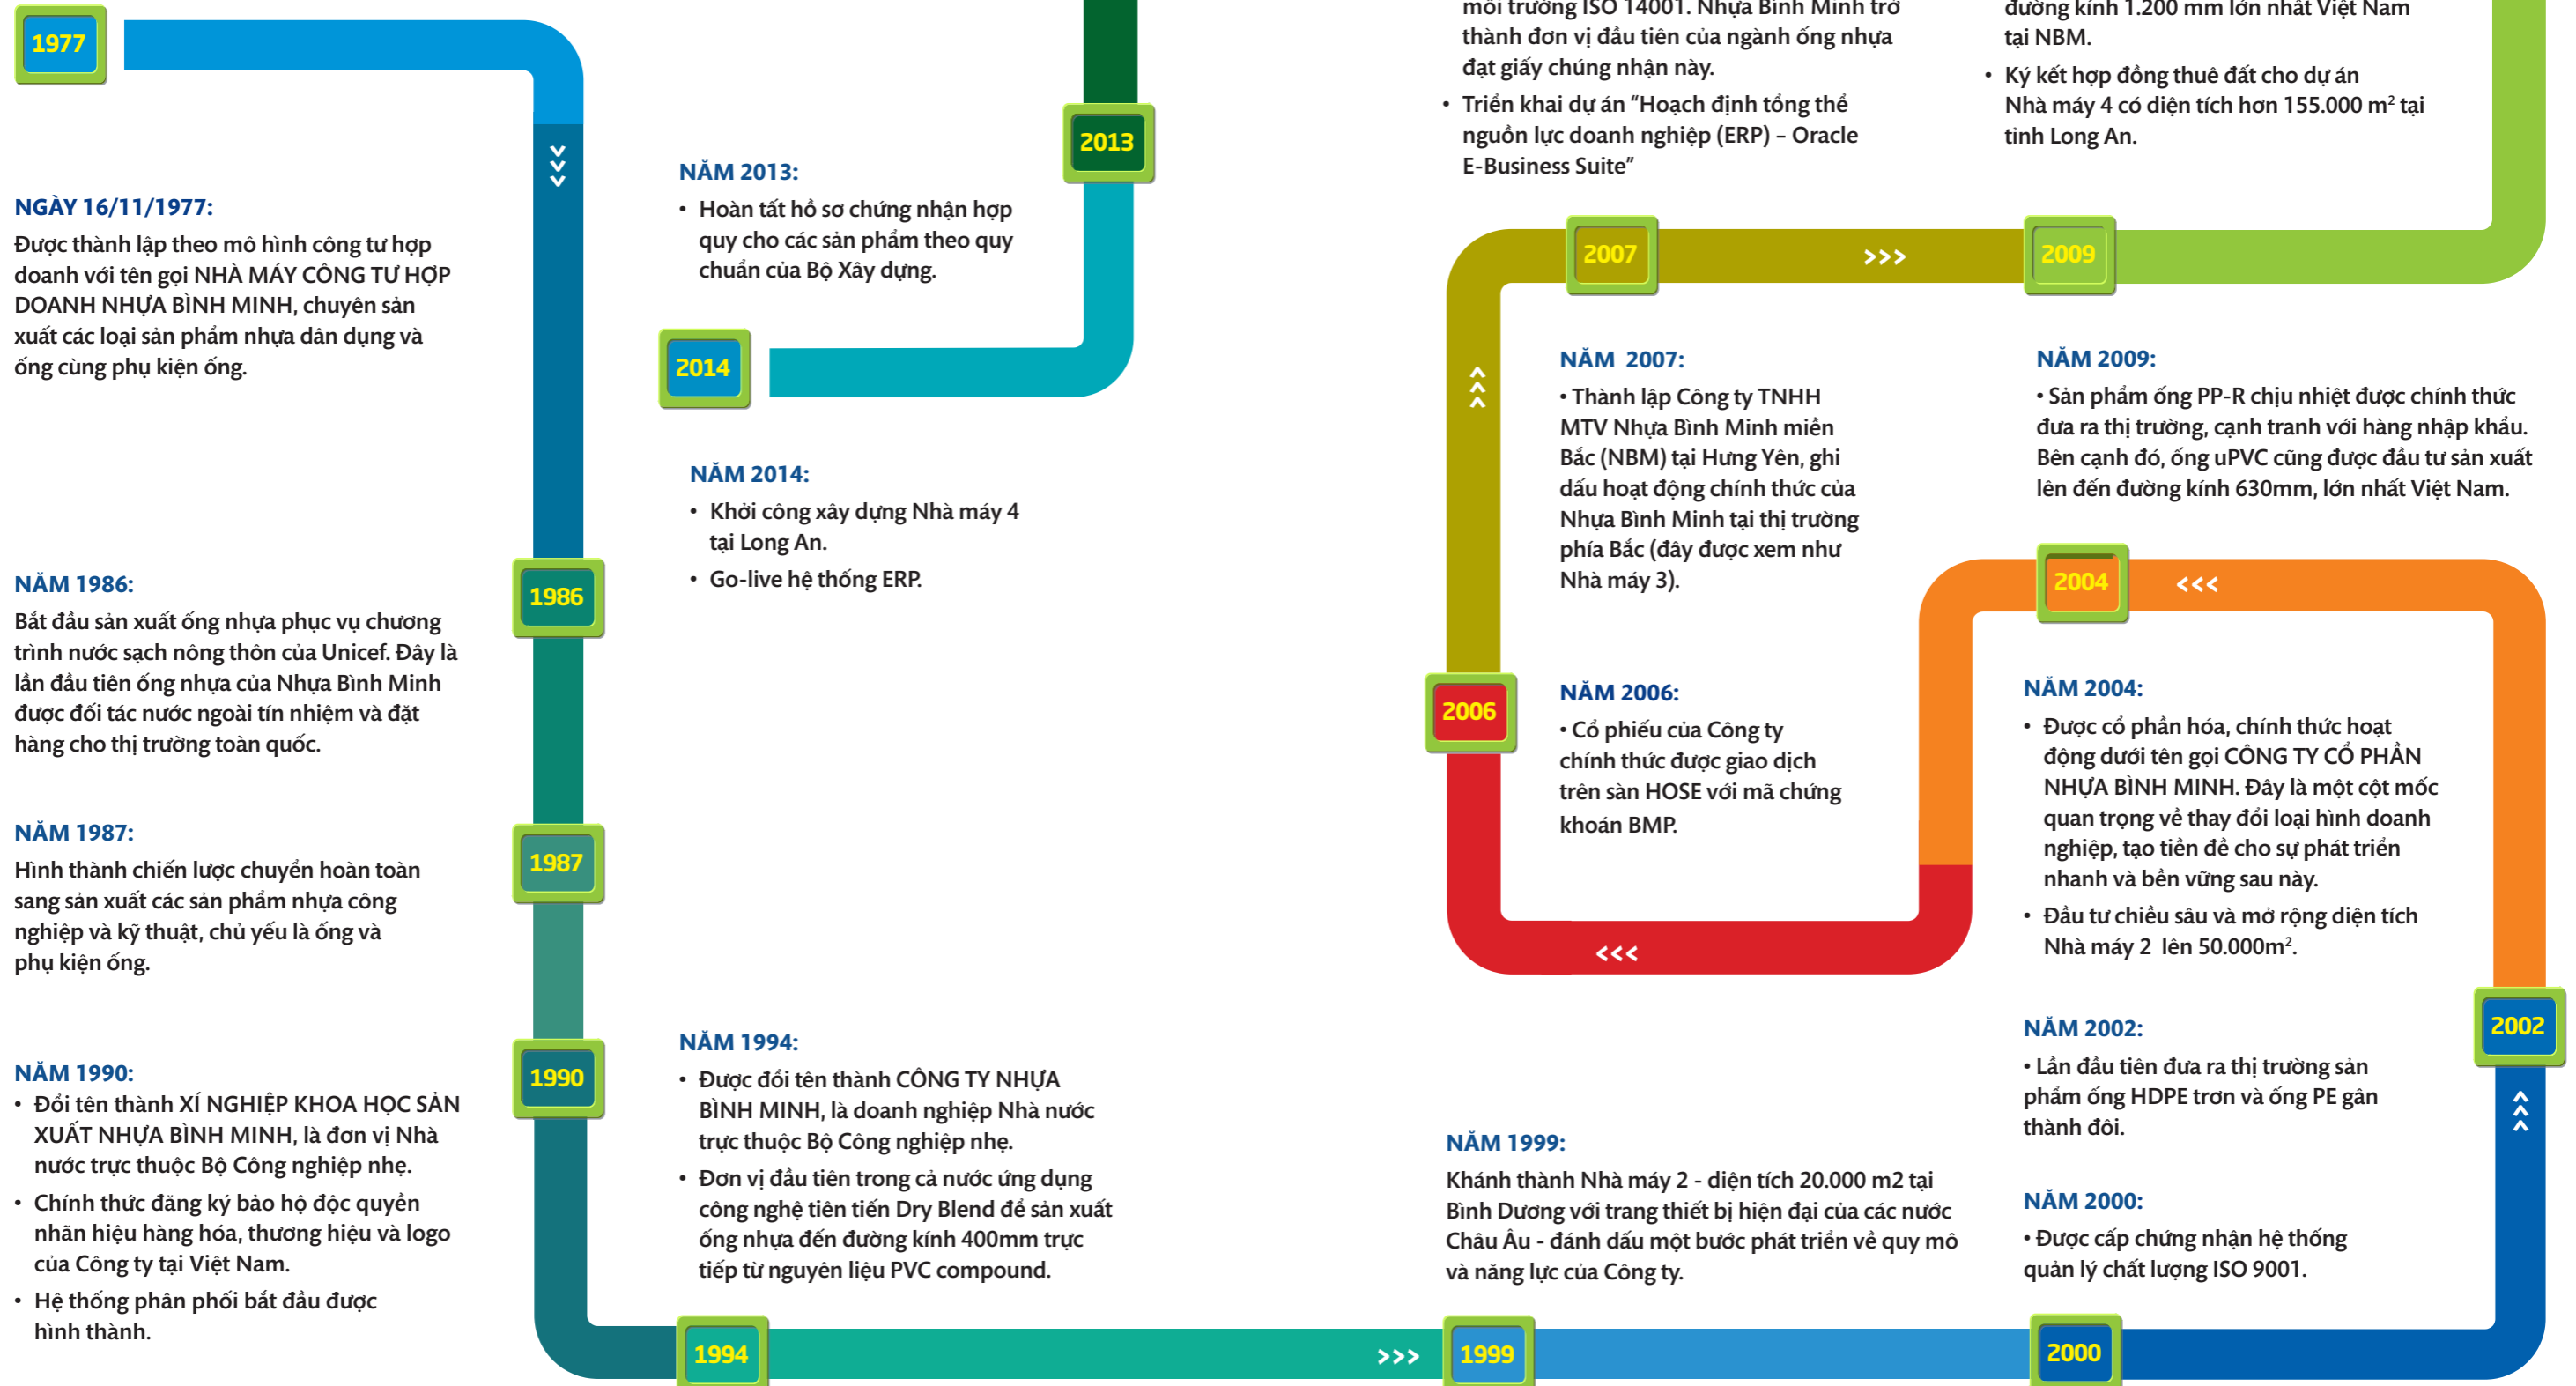 1977
NGÀY 16/11/1977:
Được thành lập theo mô hình công tư hợp
doanh với tên gọi NHÀ MÁY CÔNG TƯ HỢP
DOANH NHỰA BÌNH MINH, chuyên sản
xuất các loại sản phẩm nhựa dân dụng và
ống cùng phụ kiện ống.
1986
NĂM 1986:
Bắt đầu sản xuất ống nhựa phục vụ chương
trình nước sạch nông thôn của Unicef. Đây là
lần đầu tiên ống nhựa của Nhựa Bình Minh
được đối tác nước ngoài tín nhiệm và đặt
hàng cho thị trường toàn quốc.
1987
NĂM 1987:
Hình thành chiến lược chuyển hoàn toàn
sang sản xuất các sản phẩm nhựa công
nghiệp và kỹ thuật, chủ yếu là ống và
phụ kiện ống.
1990
NĂM 1990:
• Đổi tên thành XÍ NGHIỆP KHOA HỌC SẢN
XUẤT NHỰA BÌNH MINH, là đơn vị Nhà
nước trực thuộc Bộ Công nghiệp nhẹ.
• Chính thức đăng ký bảo hộ độc quyền
nhãn hiệu hàng hóa, thương hiệu và logo
của Công ty tại Việt Nam.
• Hệ thống phân phối bắt đầu được
hình thành.
2013
NĂM 2013:
• Hoàn tất hồ sơ chứng nhận hợp
quy cho các sản phẩm theo quy
chuẩn của Bộ Xây dựng.
2014
NĂM 2014:
• Khởi công xây dựng Nhà máy 4
tại Long An.
• Go-live hệ thống ERP.
NĂM 1994:
• Được đổi tên thành CÔNG TY NHỰA
BÌNH MINH, là doanh nghiệp Nhà nước
trực thuộc Bộ Công nghiệp nhẹ.
• Đơn vị đầu tiên trong cả nước ứng dụng
công nghệ tiên tiến Dry Blend để sản xuất
ống nhựa đến đường kính 400mm trực
tiếp từ nguyên liệu PVC compound.
1994
môi trường ISO 14001. Nhựa Bình Minh trở
thành đơn vị đầu tiên của ngành ống nhựa
đạt giấy chúng nhận này.
• Triển khai dự án “Hoạch định tổng thể
nguồn lực doanh nghiệp (ERP) – Oracle
E-Business Suite”
đường kính 1.200 mm lớn nhất Việt Nam
tại NBM.
• Ký kết hợp đồng thuê đất cho dự án
Nhà máy 4 có diện tích hơn 155.000 m² tại
tỉnh Long An.
2007
2009
NĂM 2007:
• Thành lập Công ty TNHH
MTV Nhựa Bình Minh miền
Bắc (NBM) tại Hưng Yên, ghi
dấu hoạt động chính thức của
Nhựa Bình Minh tại thị trường
phía Bắc (đây được xem như
Nhà máy 3).
NĂM 2009:
• Sản phẩm ống PP-R chịu nhiệt được chính thức
đưa ra thị trường, cạnh tranh với hàng nhập khẩu.
Bên cạnh đó, ống uPVC cũng được đầu tư sản xuất
lên đến đường kính 630mm, lớn nhất Việt Nam.
2004
2006
NĂM 2006:
• Cổ phiếu của Công ty
chính thức được giao dịch
trên sàn HOSE với mã chứng
khoán BMP.
NĂM 2004:
• Được cổ phần hóa, chính thức hoạt
động dưới tên gọi CÔNG TY CỔ PHẦN
NHỰA BÌNH MINH. Đây là một cột mốc
quan trọng về thay đổi loại hình doanh
nghiệp, tạo tiền đề cho sự phát triển
nhanh và bền vững sau này.
• Đầu tư chiều sâu và mở rộng diện tích
Nhà máy 2 lên 50.000m².
2002
NĂM 2002:
• Lần đầu tiên đưa ra thị trường sản
phẩm ống HDPE trơn và ống PE gân
thành đôi.
NĂM 1999:
Khánh thành Nhà máy 2 - diện tích 20.000 m2 tại
Bình Dương với trang thiết bị hiện đại của các nước
Châu Âu - đánh dấu một bước phát triển về quy mô
và năng lực của Công ty.
NĂM 2000:
• Được cấp chứng nhận hệ thống
quản lý chất lượng ISO 9001.
1999
2000